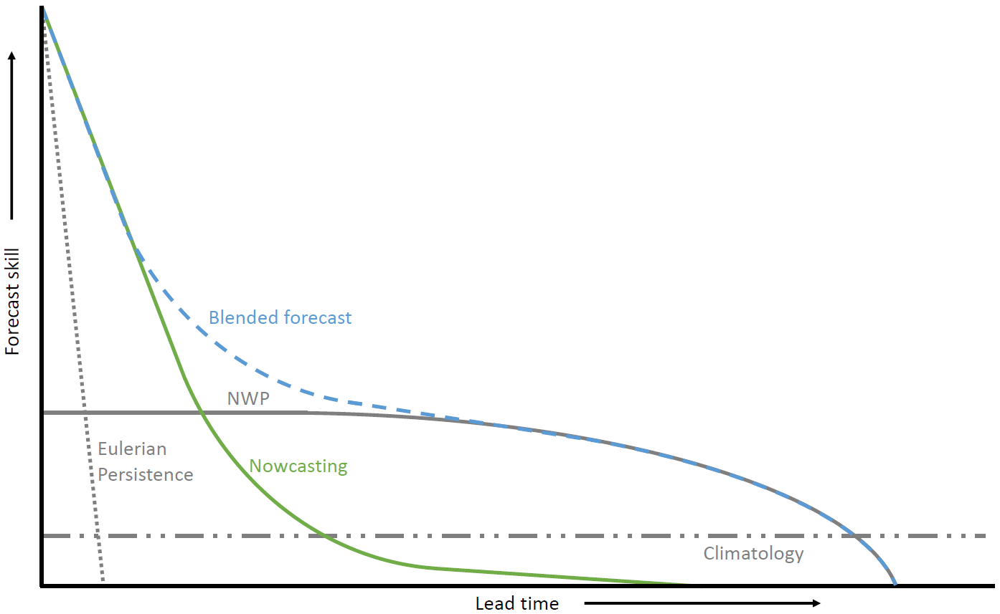 Forecast skill
Blended forecast
NWP
Eulerian
Persistence
Nowcasting
Climatology
Lead time